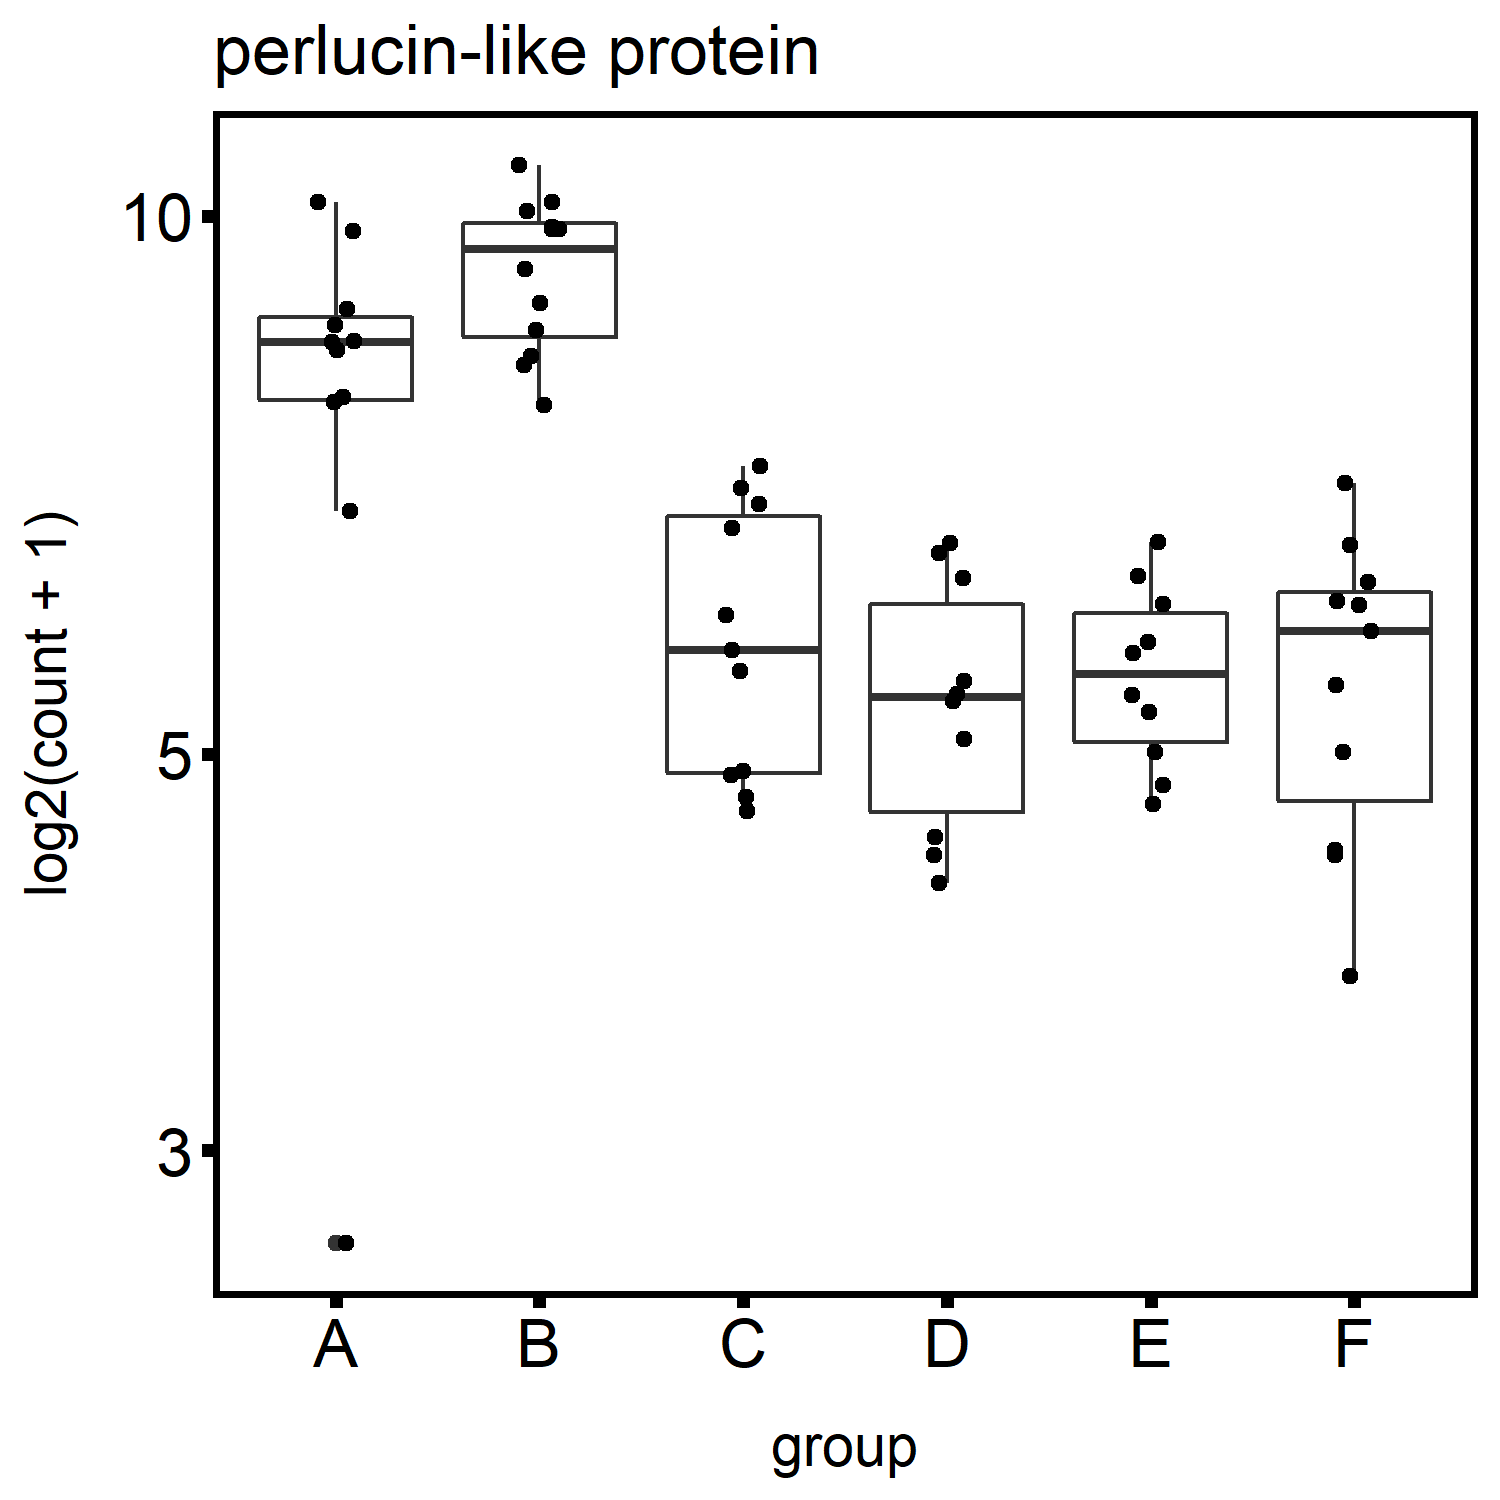 perlucin-like protein
log2(count + 1)
10
5
3
A B C D E F
group